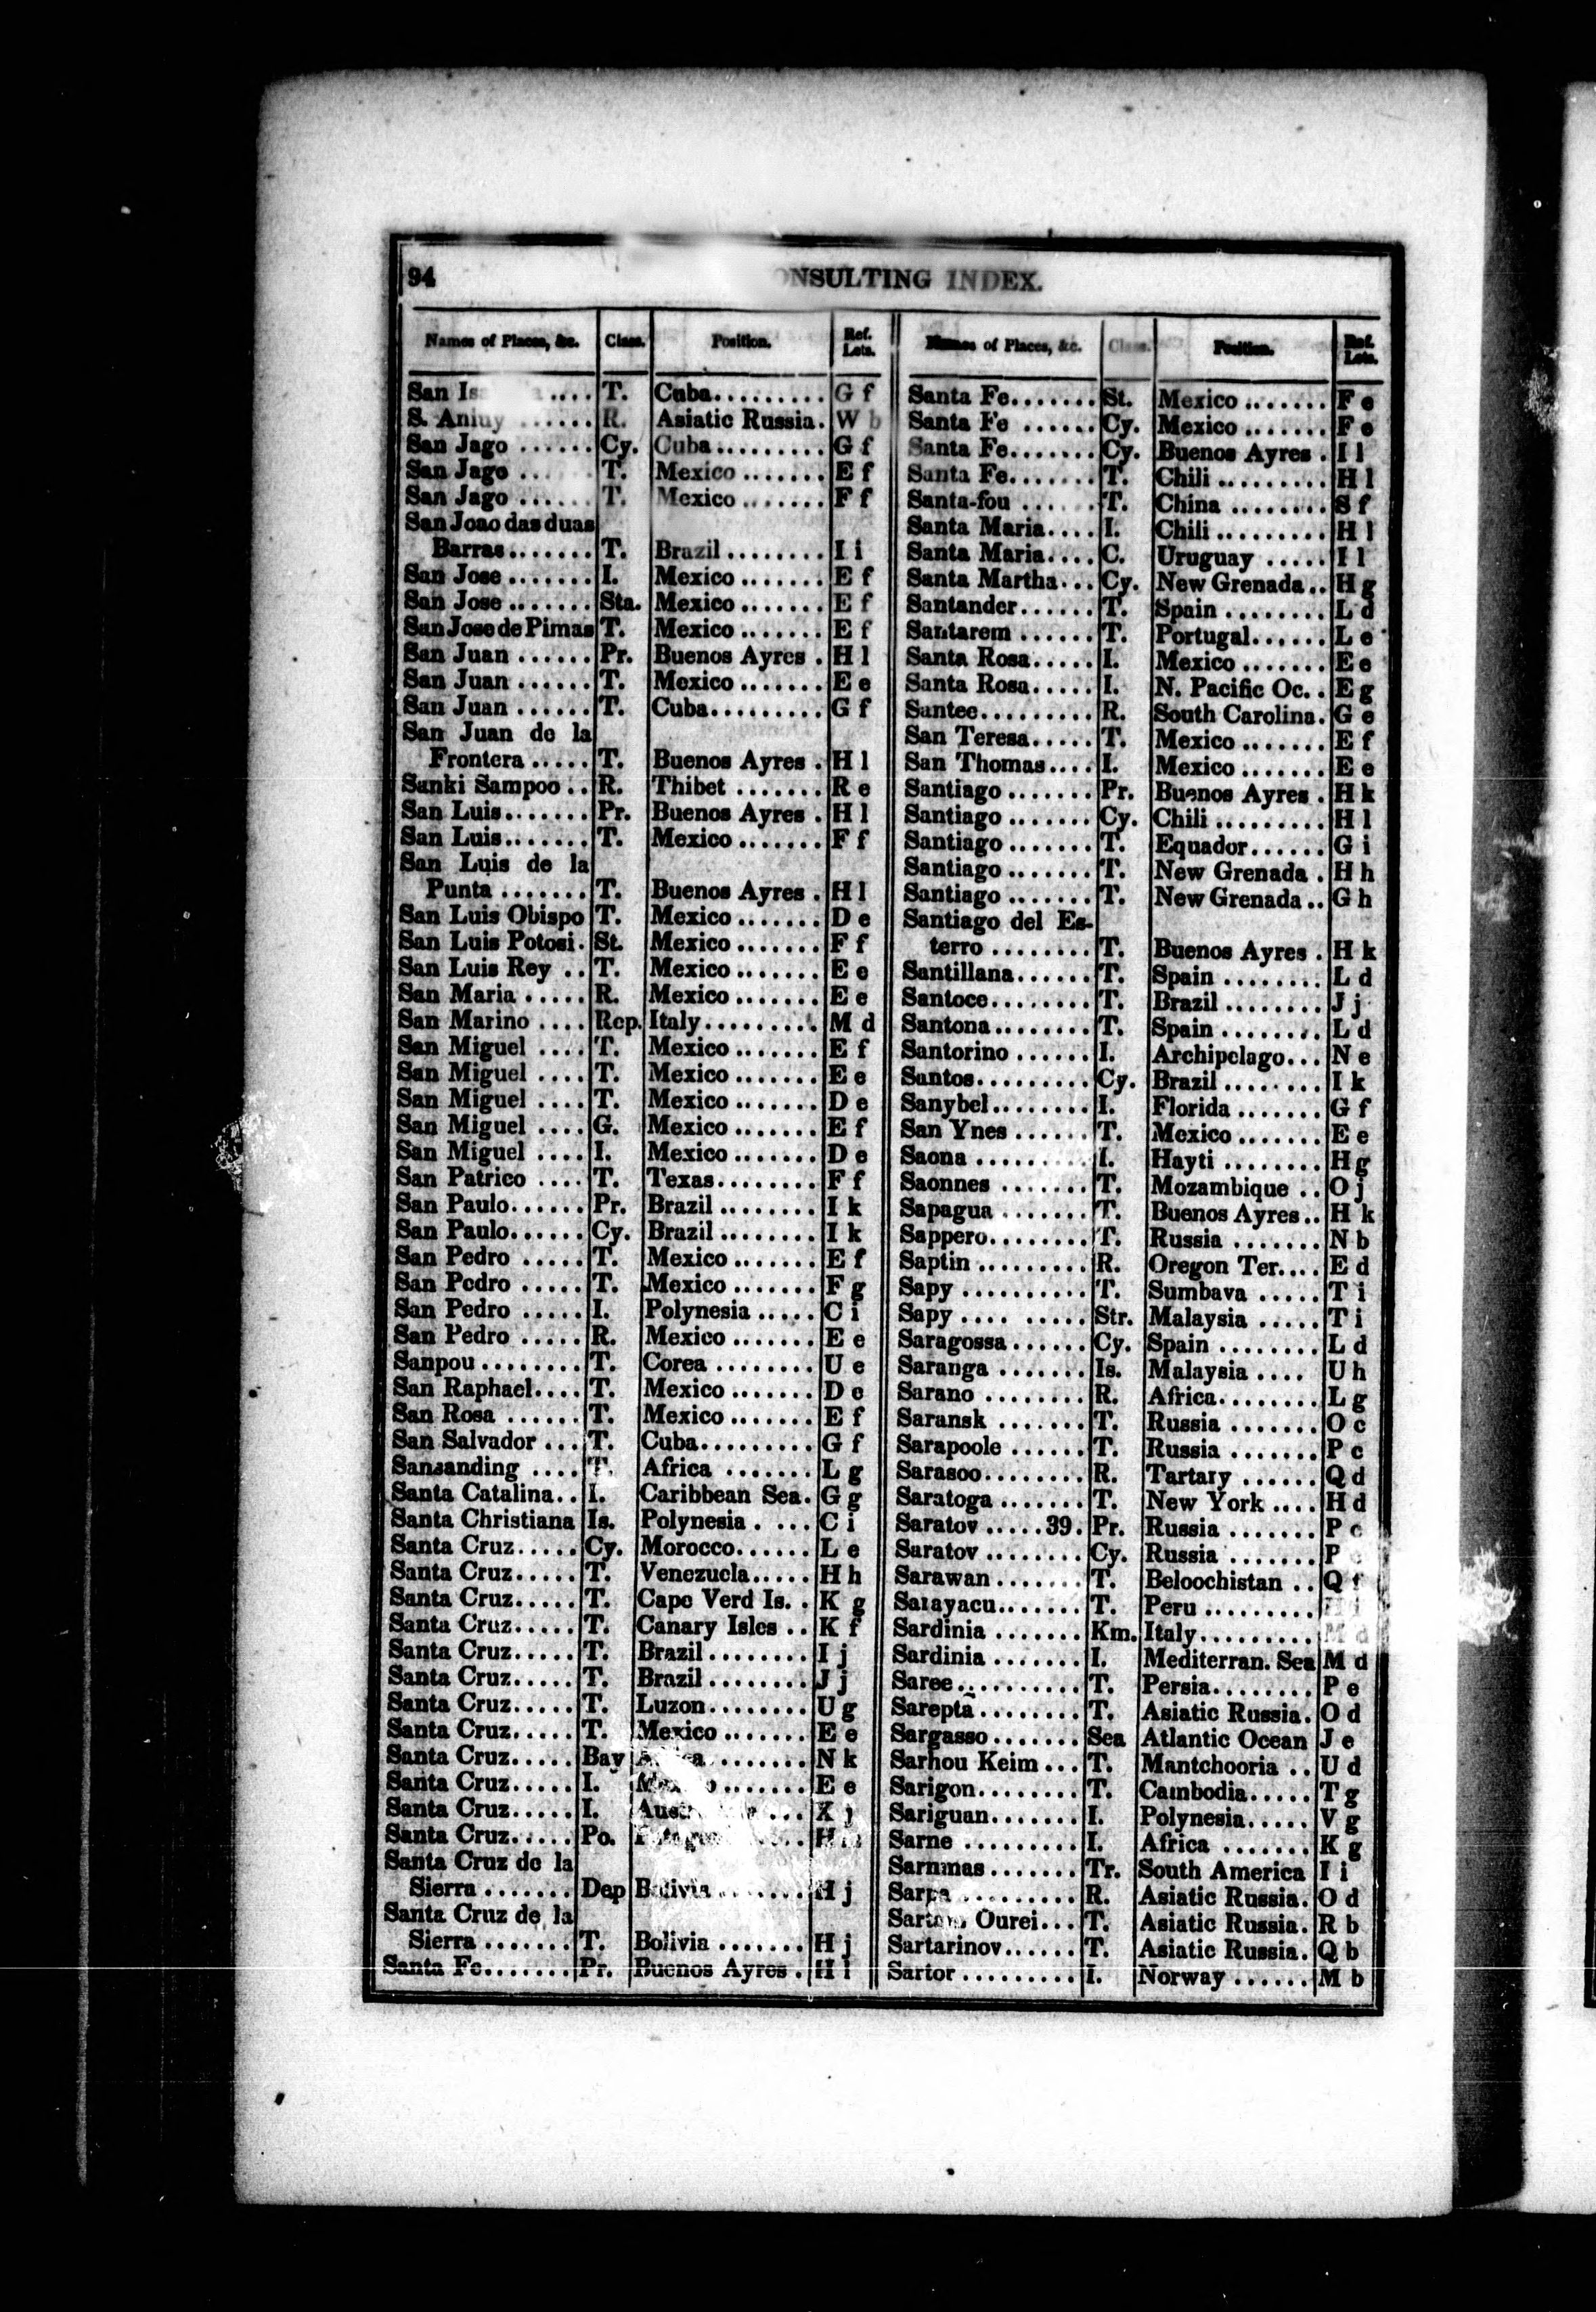 94
CONSULTING INDEX.
Names of Places, &c. Class. Position. Ref. Lets.
San T. Cuba......... G f
S. Aniuy ...... R. Asiatic Russia. W b
San Jago ...... Cy. Cuba......... G f
San Jago ... T. Mexico ....... E f
San Jago ...... T. Mexico ....... F f
San Joao das duas
Barras....... T. Brazil ........ I i
San Jose ....... I. Mexico ....... E f
San Jose ....... Sta. Mexico ....... E f
San Jose de Pimas T. Mexico ....... E f
San Juan ...... Pr. Buenos Ayres . H l
San Juan ...... T. Mexico ....... E e
San Juan ...... T. Cuba......... G f
San Juan de la
Frontera ..... T. Buenos Ayres . H l
Sanki Sampoo .. R. Thibet ....... R e
San Luis....... Pr. Buenos Ayres . H l
San Luis....... T. Mexico ....... F f
San Luis de la
Punta ....... T. Buenos Ayres . H l
San Luis Obispo T. Mexico ....... D e
San Luis Potosi. St. Mexico ....... F f
San Luis Rey .. T. Mexico ....... E e
San Maria ..... R. Mexico ....... E e
San Marino .... Rep. Italy......... M d
San Miguel .... T. Mexico ....... E f
San Miguel .... T. Mexico ....... E e
San Miguel .... T. Mexico ....... D e
San Miguel .... G. Mexico ....... E f
San Miguel .... I. Mexico ....... D e
San Patrico .... T. Texas........ F f
San Paulo...... Pr. Brazil ........ I k
San Paulo...... Cy. Brazil ........ I k
San Pedro ..... T. Mexico ....... E f
San Pedro ..... T. Mexico ....... F g
San Pedro ..... I. Polynesia ..... C i
San Pedro ..... R. Mexico ....... E e
Sanpou ........ T. Corea ........ U e
San Raphael.... T. Mexico ....... D e
San Rosa ...... T. Mexico ....... E f
San Salvador ... T. Cuba......... G f
Sansanding .... T. Africa ....... L g
Santa Catalina.. I. Caribbean Sea. G g
Santa Christiana Is. Polynesia . ... C i
Santa Cruz..... Cy. Morocco...... L e
Santa Cruz..... T. Venezuela..... H h
Santa Cruz..... T. Cape Verd Is. . K g
Santa Cruz..... T. Canary Isles .. K f
Santa Cruz..... T. Brazil ........ I j
Santa Cruz..... T. Brazil ........ J j
Santa Cruz..... T. Luzon........ U g
Santa Cruz..... T. Mexico ....... E e
Santa Cruz..... Bay N k
Santa Cruz..... I. E e
Santa Cruz..... I. X j
Santa Cruz..... Po. H
Santa Cruz de la
Sierra ....... Dep Bolivia ....... H j
Santa Cruz de la
Sierra ....... T. Bolivia ....... H j
Santa Fe....... Pr. Buenos Ayres . H l
Names of Places, &c. Class. Position. Ref. Lets.
Santa Fe....... St. Mexico ....... F e
Santa Fe ...... Cy. Mexico ....... F e
Santa Fe....... Cy. Buenos Ayres . I l
Santa Fe....... T. Chili ......... H l
Santa-fou ...... T. China ........ S f
Santa Maria.... I. Chili ......... H l
Santa Maria.... C. Uruguay ..... I l
Santa Martha... Cy. New Grenada.. H g
Santander...... T. Spain ........ L d
Santarem ...... T. Portugal...... L e
Santa Rosa..... I. Mexico ....... E e
Santa Rosa..... I. N. Pacific Oc. . E g
Santee......... R. South Carolina. G e
San Teresa..... T. Mexico ....... E f
San Thomas.... I. Mexico ....... E e
Santiago ....... Pr. Buenos Ayres . H k
Santiago ....... Cy. Chili ......... H l
Santiago ....... T. Equador...... G i
Santiago ....... T. New Grenada . H h
Santiago ....... T. New Grenada.. G h
Santiago del Es-
terro ........ T. Buenos Ayres . H k
Santillana...... T. Spain ........ L d
Santoce........ T. Brazil ........ J j
Santona........ T. Spain ........ L d
Santorino ...... I. Archipelago... N e
Santos......... Cy. Brazil ........ I k
Sanybel........ I. Florida ....... G f
San Ynes ...... T. Mexico ....... E e
Saona ......... I. Hayti ........ H g
Saonnes ....... T. Mozambique .. O j
Sapagua ....... T. Buenos Ayres.. H k
Sappero........ T. Russia ....... N b
Saptin ......... R. Oregon Ter.... E d
Sapy .......... T. Sumbava ..... T i
Sapy .... ..... Str. Malaysia ..... T i
Saragossa ...... Cy. Spain ........ L d
Saranga ....... Is. Malaysia .... U h
Sarano ........ R. Africa........ L g
Saransk ....... T. Russia ....... O c
Sarapoole ...... T. Russia ....... P c
Sarasoo........ R. Tartary ...... Q d
Saratoga ....... T. New York .... H d
Saratov .....39. Pr. Russia ....... P c
Saratov ........ Cy. Russia ....... P
Sarawan ....... T. Beloochistan .. Q f
Sarayacu....... T. Peru .........
Sardinia ....... Km. Italy......... M d
Sardinia ....... I. Mediterran. Sea M d
Saree.......... T. Persia........ P e
Sarepta........ T. Asiatic Russia. O d
Sargasso....... Sea Atlantic Ocean J e
Sarhou Keim ... T. Mantchooria .. U d
Sarigon........ T. Cambodia..... T g
Sariguan....... I. Polynesia..... V g
Sarne ......... I. Africa ....... K g
Sarnmas....... Tr. South America I i
Sarpa ......... R. Asiatic Russia. O d
Ourei... T. Asiatic Russia. R b
Sartarinov...... T. Asiatic Russia. Q b
Sartor ......... I. Norway ...... M b